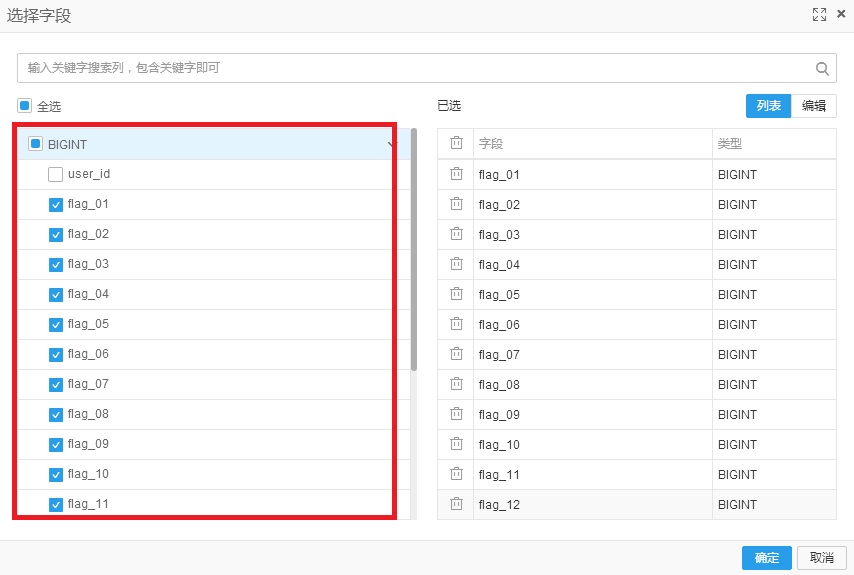 选择字段
输入关键字搜索列，包含关键字即可
全选
BIGINT
user_id
flag_01
flag_02
flag_03
flag_04
flag_05
flag_06
flag_07
flag_08
flag_09
flag_10
flag_11
已选 列表 编辑
字段 类型
flag_01 BIGINT
flag_02 BIGINT
flag_03 BIGINT
flag_04 BIGINT
flag_05 BIGINT
flag_06 BIGINT
flag_07 BIGINT
flag_08 BIGINT
flag_09 BIGINT
flag_10 BIGINT
flag_11 BIGINT
flag_12 BIGINT
确定 取消